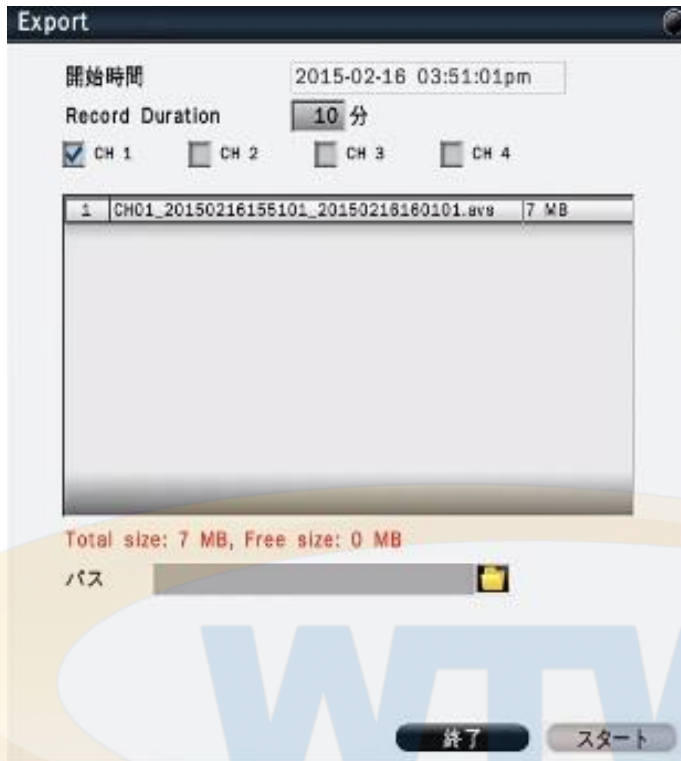 Export
開始時間 2015-02-16 03:51:01pm
Record Duration 10 分
CH 1 CH 2 CH 3 CH 4
1 CH01_20150216155101_20150216160101.avs 7 MB
Total size: 7 MB, Free size: 0 MB
パス
WTW
終了 スタート